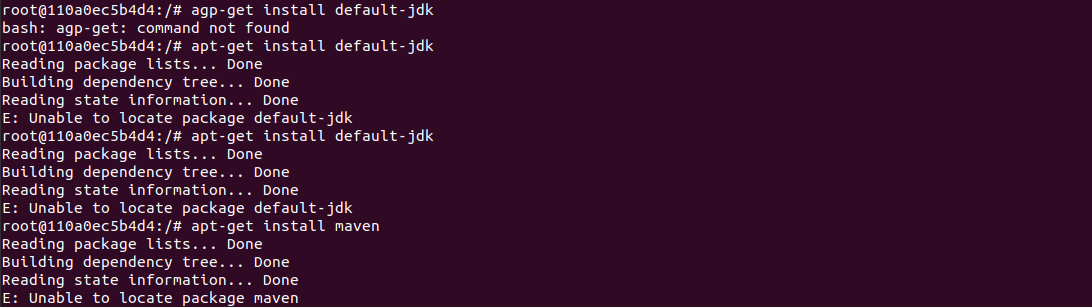 root@110a0ec5b4d4:/# agp-get install default-jdk
bash: agp-get: command not found
root@110a0ec5b4d4:/# apt-get install default-jdk
Reading package lists... Done
Building dependency tree... Done
Reading state information... Done
E: Unable to locate package default-jdk
root@110a0ec5b4d4:/# apt-get install default-jdk
Reading package lists... Done
Building dependency tree... Done
Reading state information... Done
E: Unable to locate package default-jdk
root@110a0ec5b4d4:/# apt-get install maven
Reading package lists... Done
Building dependency tree... Done
Reading state information... Done
E: Unable to locate package maven